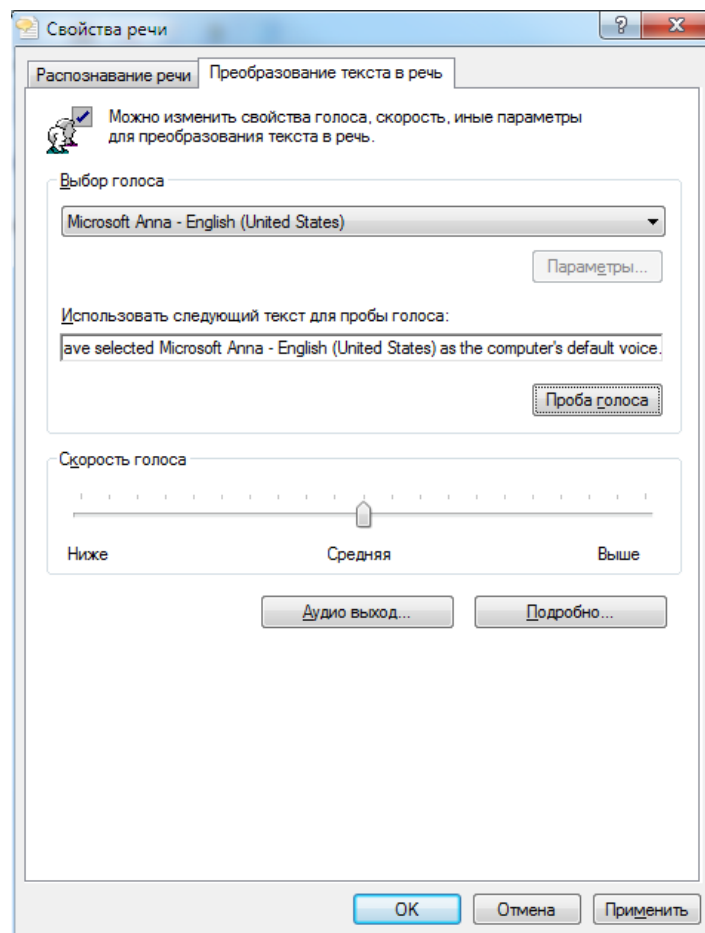 Свойства речи
Распознавание речи
Преобразование текста в речь
Можно изменить свойства голоса, скорость, иные параметры
для преобразования текста в речь.
Выбор голоса
Microsoft Anna - English (United States)
Параметры...
Использовать следующий текст для пробы голоса:
ave selected Microsoft Anna - English (United States) as the computer's default voice.
Проба голоса
Скорость голоса
Ниже Средняя Выше
Аудио выход... Подробно...
OK Отмена Применить